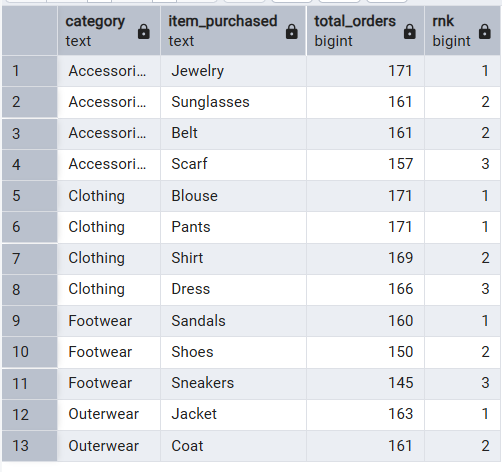 category item_purchased total_orders rnk
text text bigint bigint
1 Accessori... Jewelry 171 1
2 Accessori... Sunglasses 161 2
3 Accessori... Belt 161 2
4 Accessori... Scarf 157 3
5 Clothing Blouse 171 1
6 Clothing Pants 171 1
7 Clothing Shirt 169 2
8 Clothing Dress 166 3
9 Footwear Sandals 160 1
10 Footwear Shoes 150 2
11 Footwear Sneakers 145 3
12 Outerwear Jacket 163 1
13 Outerwear Coat 161 2